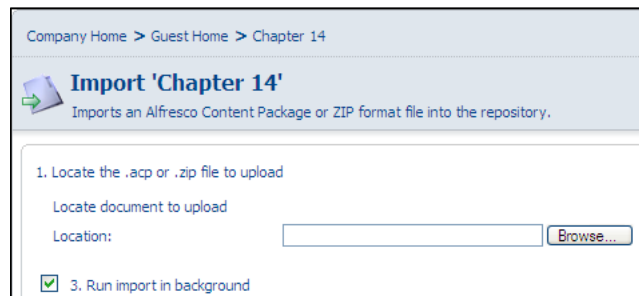 Company Home > Guest Home > Chapter 14
Import 'Chapter 14'
Imports an Alfresco Content Package or ZIP format file into the repository.
1. Locate the .acp or .zip file to upload
Locate document to upload
Location: Browse...
3. Run import in background